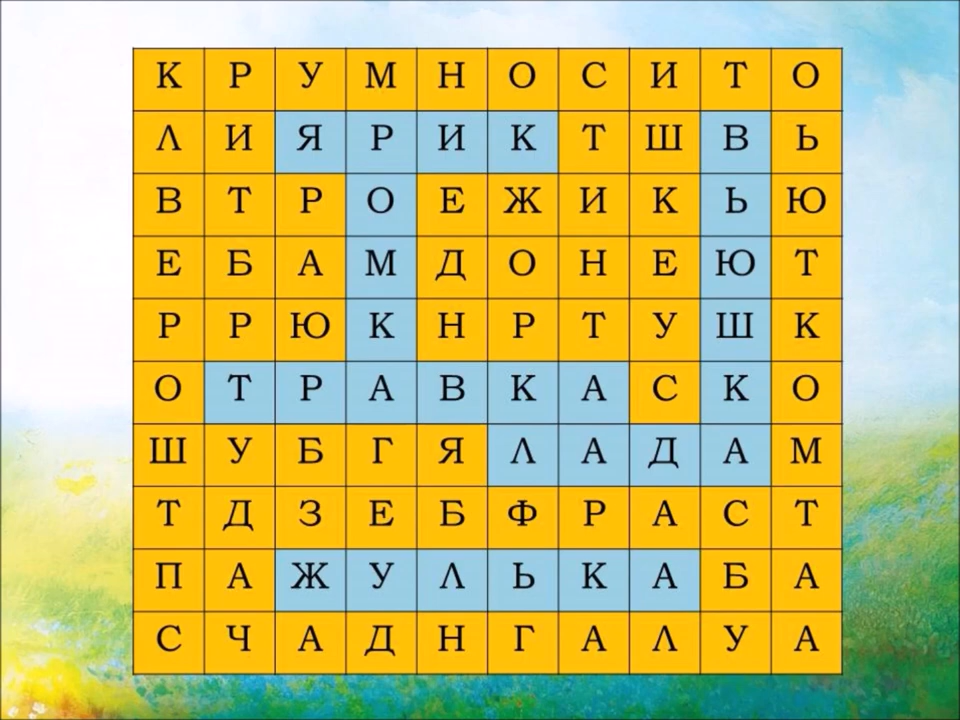 К Р У М Н О С И Т О
Л И Я Р И К Т Ш В Ь
В Т Р О Е Ж И К Ь Ю
Е Б А М Д О Н Е Ю Т
Р Р Ю К Н Р Т У Ш К
О Т Р А В К А С К О
Ш У Б Г Я Л А Д А М
Т Д З Е Б Ф Р А С Т
П А Ж У Л Ь К А Б А
С Ч А Д Н Г А Л У А